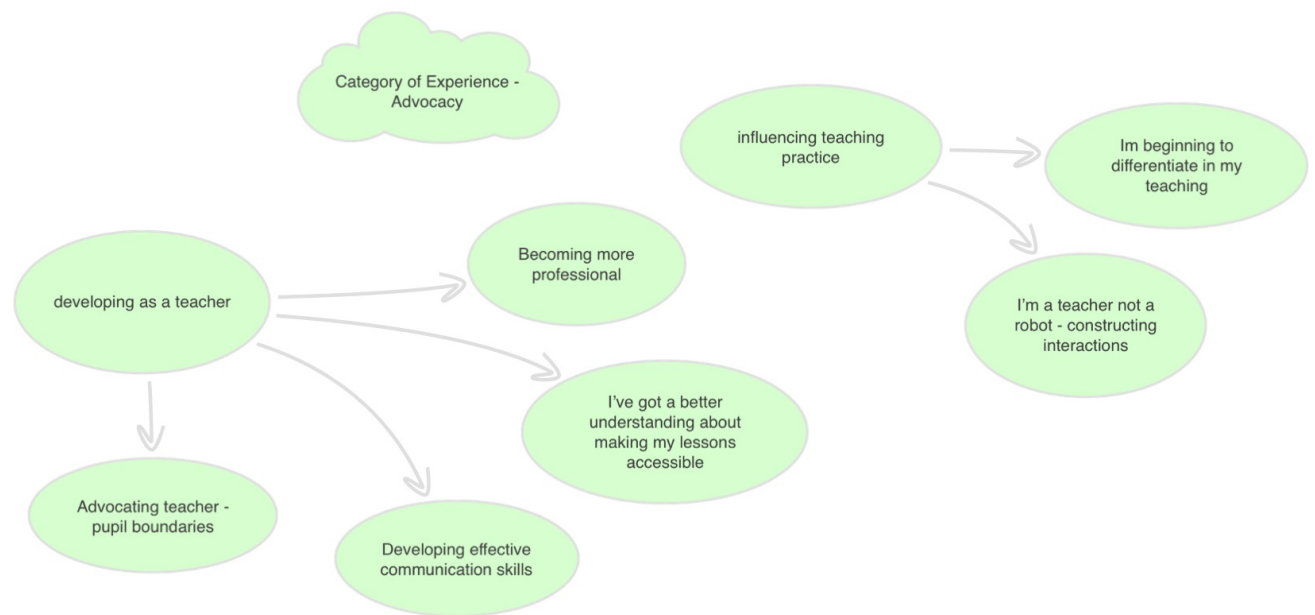 Category of Experience -
Advocacy
influencing teaching
practice
Im beginning to
differentiate in my
teaching
Becoming more
professional
developing as a teacher
I'm a teacher not a
robot - constructing
interactions
I've got a better
understanding about
making my lessons
accessible
Advocating teacher -
pupil boundaries
Developing effective
communication skills